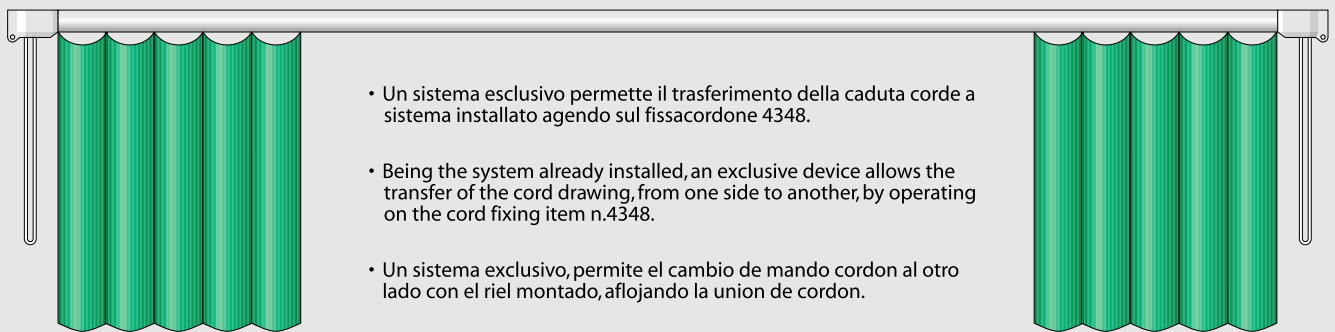 • Un sistema esclusivo permette il trasferimento della caduta corde a
sistema installato agendo sul fissacordone 4348.
• Being the system already installed, an exclusive device allows the
transfer of the cord drawing, from one side to another, by operating
on the cord fixing item n.4348.
• Un sistema exclusivo, permite el cambio de mando cordon al otro
lado con el riel montado, aflojando la union de cordon.